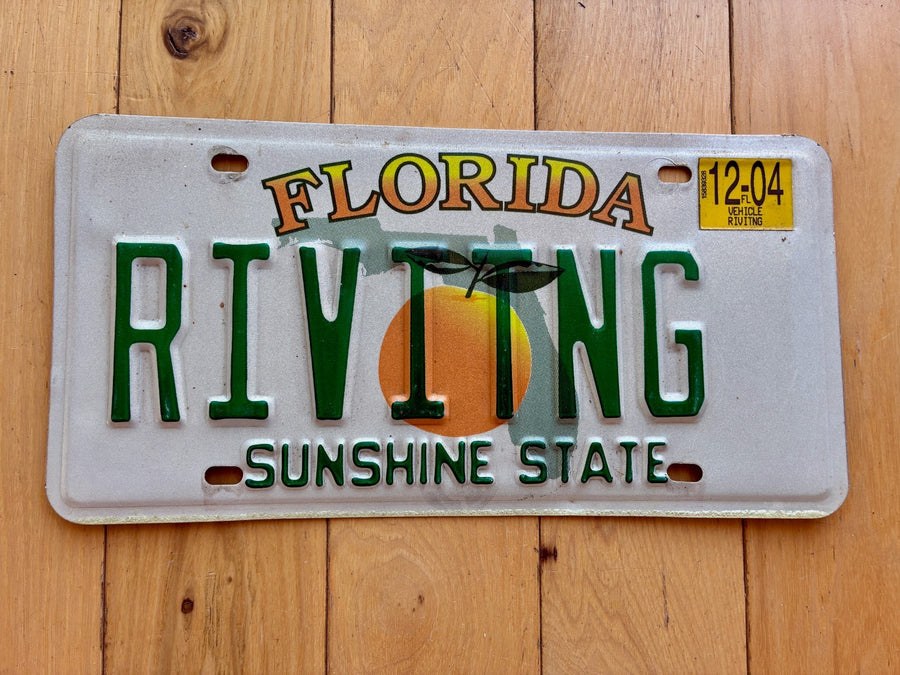 FLORIDA
12-04
FL
VEHICLE
RIVITNG
RIVITNG
SUNSHINE STATE